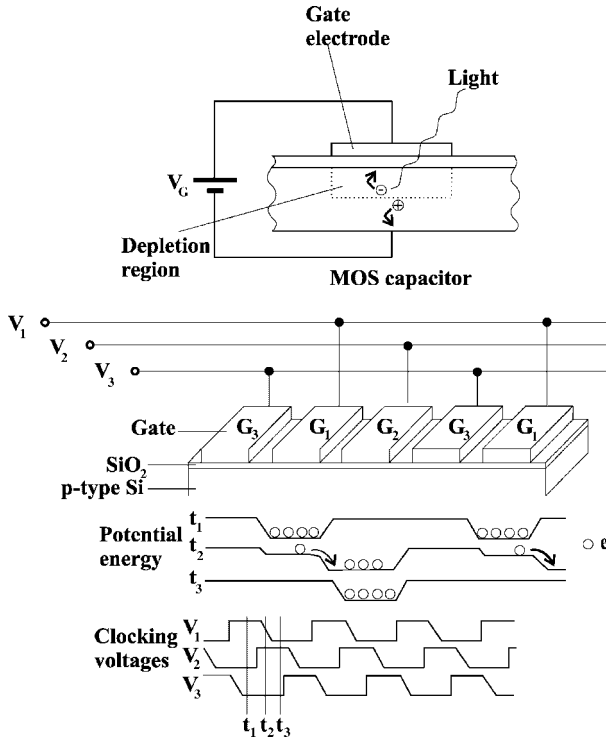 Gate
electrode
Light
V_G
Depletion
region
MOS capacitor
V_1
V_2
V_3
Gate
G_3 G_1 G_2 G_3 G_1
SiO_2
p-type Si
t_1
Potential
energy
t_2
e
t_3
Clocking
voltages
V_1
V_2
V_3
t_1 t_2 t_3